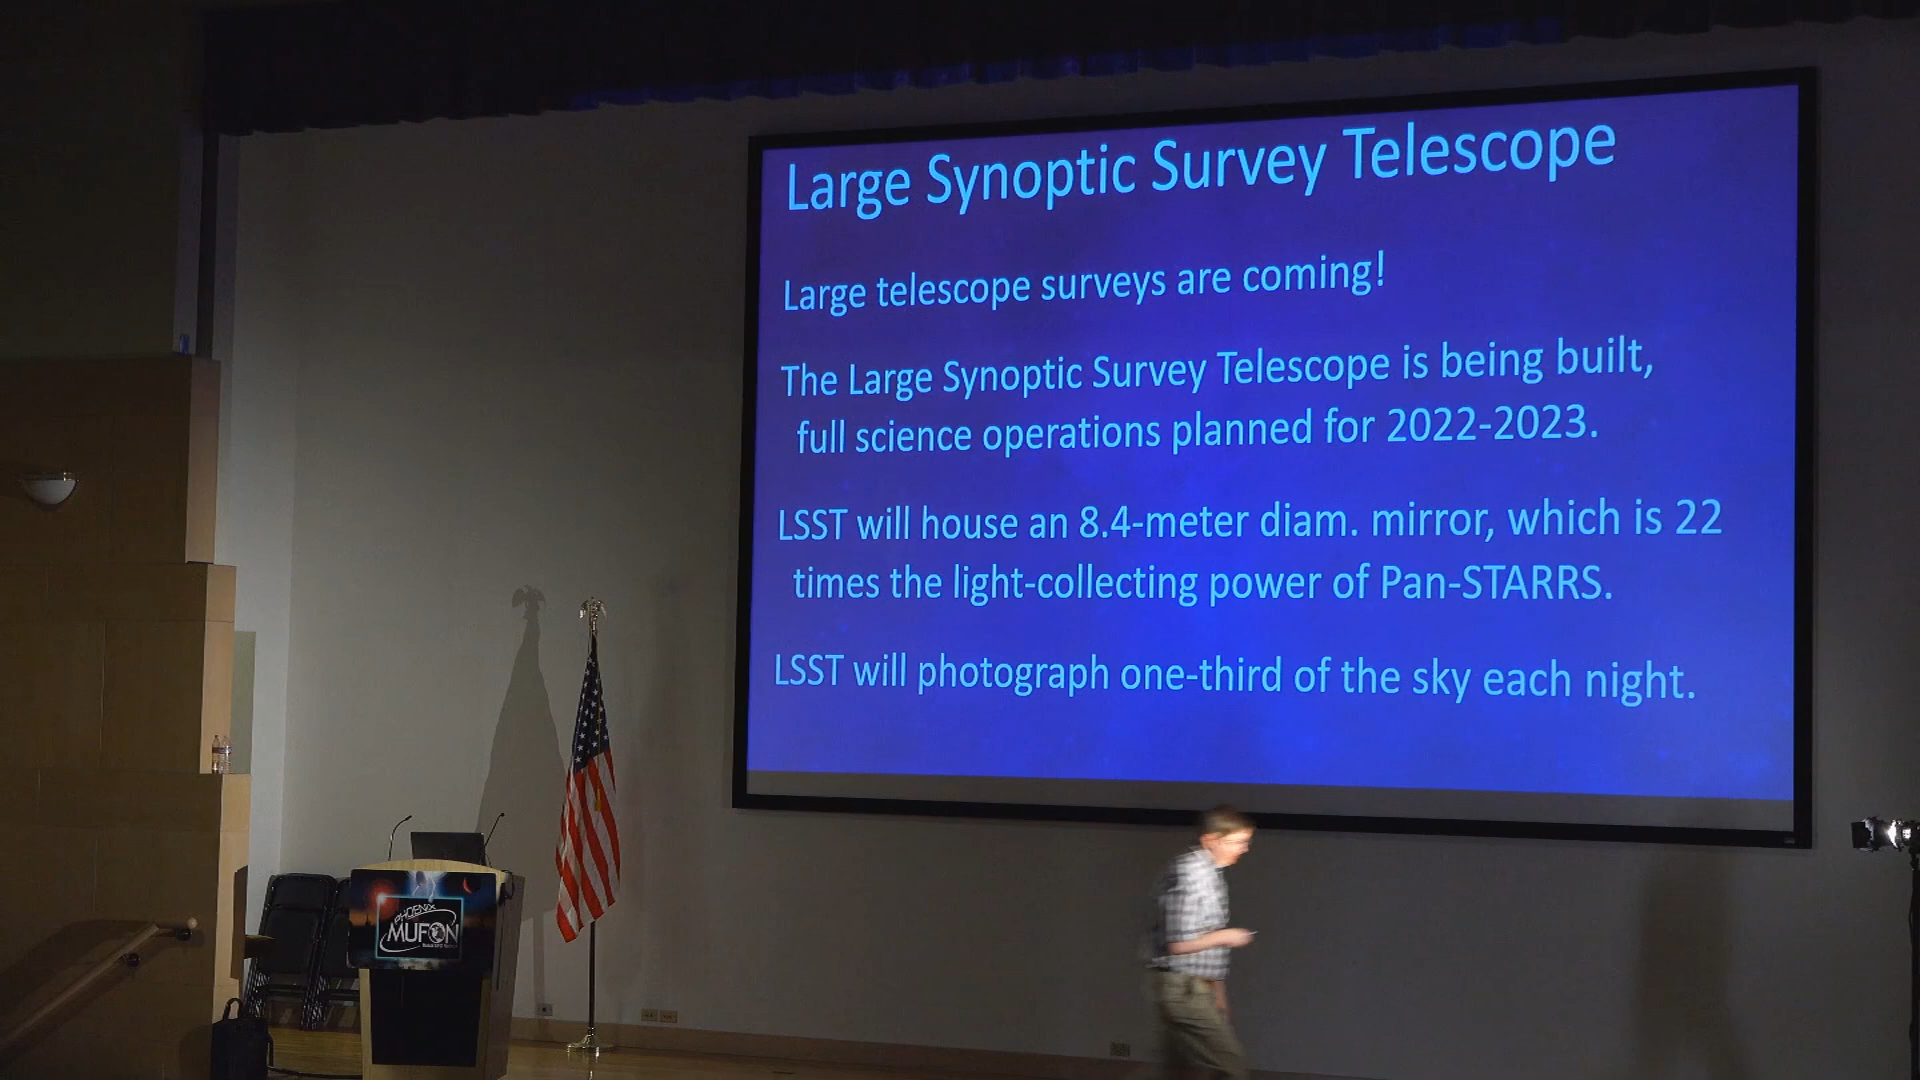 Large Synoptic Survey Telescope
Large telescope surveys are coming!
The Large Synoptic Survey Telescope is being built,
full science operations planned for 2022-2023.
LSST will house an 8.4-meter diam. mirror, which is 22
times the light-collecting power of Pan-STARRS.
LSST will photograph one-third of the sky each night.
PHOENIX
MUFON